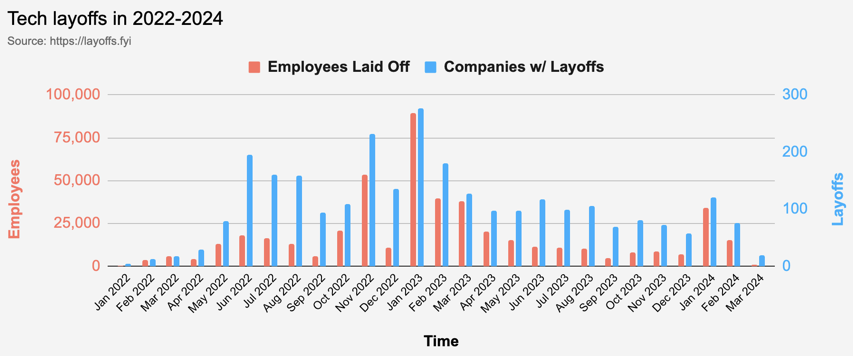 Tech layoffs in 2022-2024
Source: https://layoffs.fyi
Employees Laid Off
Companies w/ Layoffs
100,000
75,000
50,000
25,000
0
Employees
300
200
100
0
Layoffs
Jan 2022
Feb 2022
Mar 2022
Apr 2022
May 2022
Jun 2022
Jul 2022
Aug 2022
Sep 2022
Oct 2022
Nov 2022
Dec 2022
Jan 2023
Feb 2023
Mar 2023
Apr 2023
May 2023
Jun 2023
Jul 2023
Aug 2023
Sep 2023
Oct 2023
Nov 2023
Dec 2023
Jan 2024
Feb 2024
Mar 2024
Time